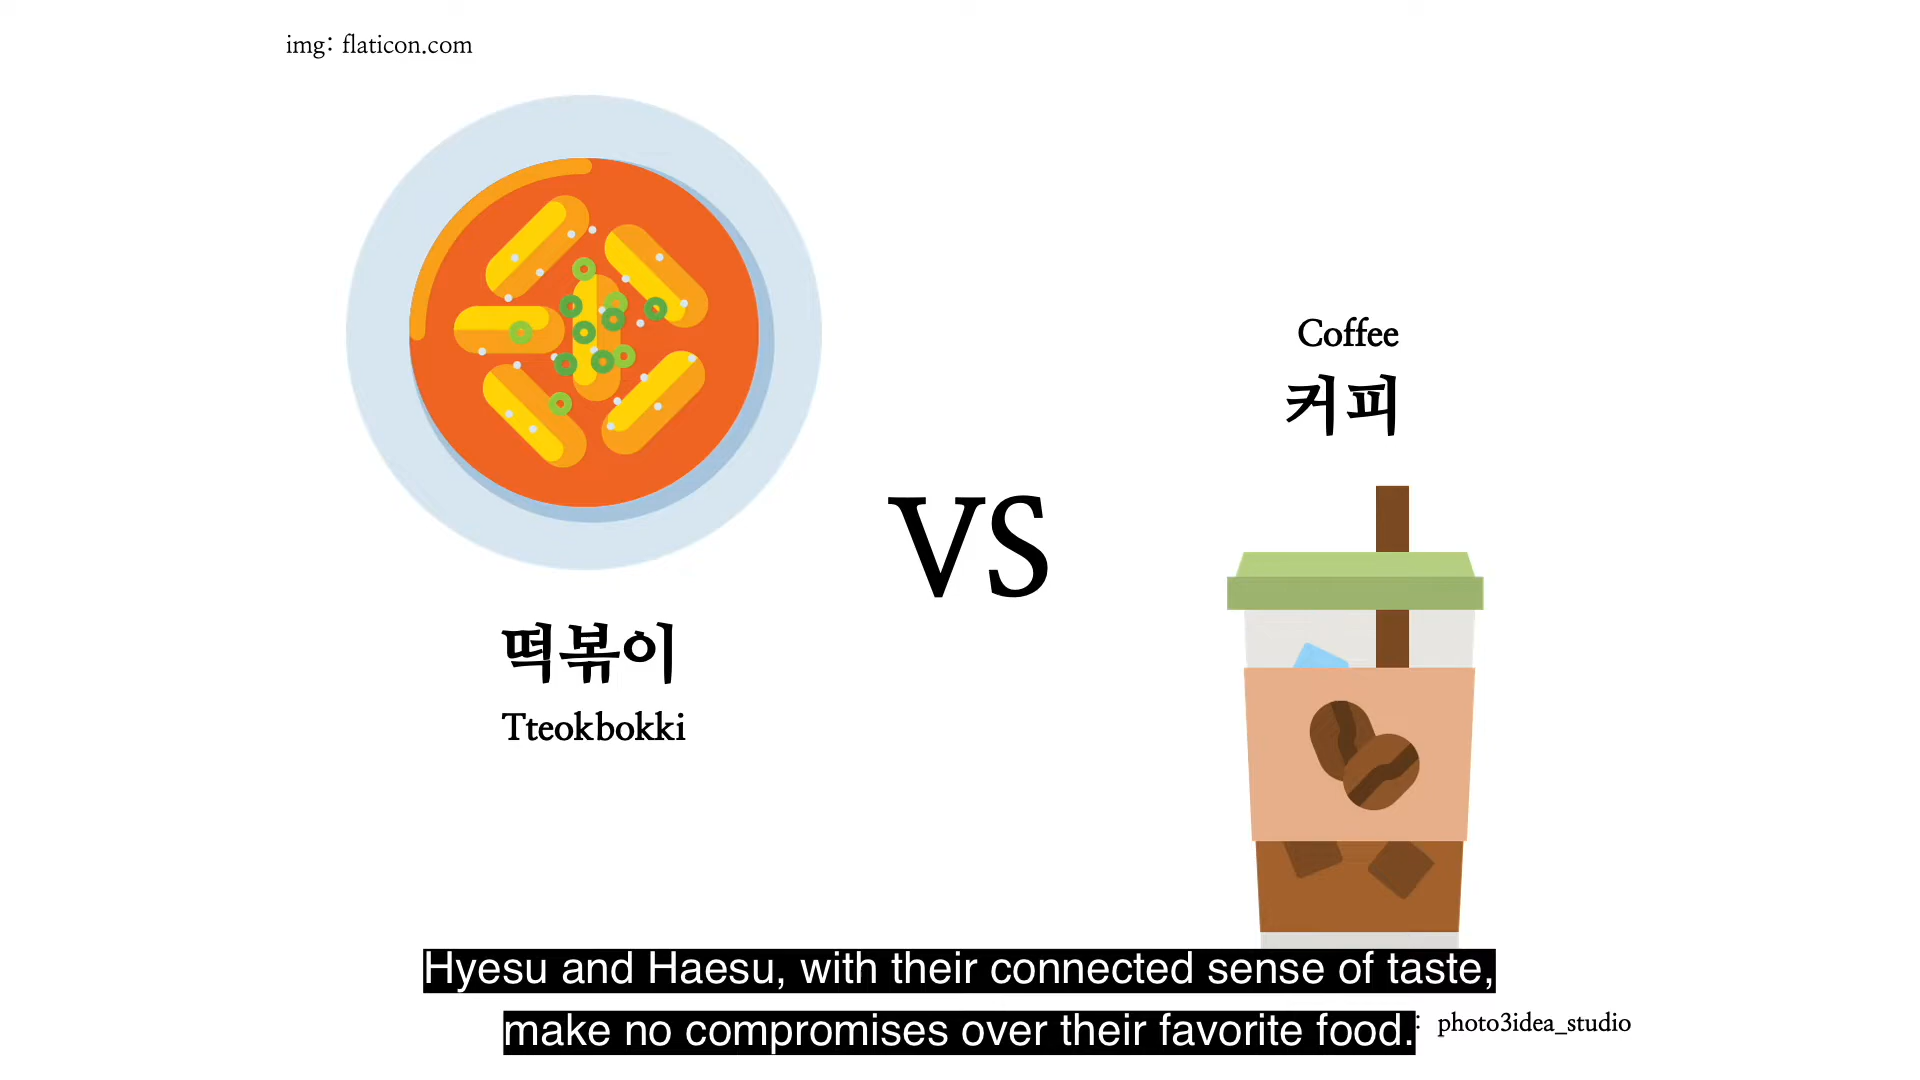 img: flaticon.com
Coffee
커피
VS
떡볶이
Tteokbokki
Hyesu and Haesu, with their connected sense of taste,
make no compromises over their favorite food.
: photo3idea_studio